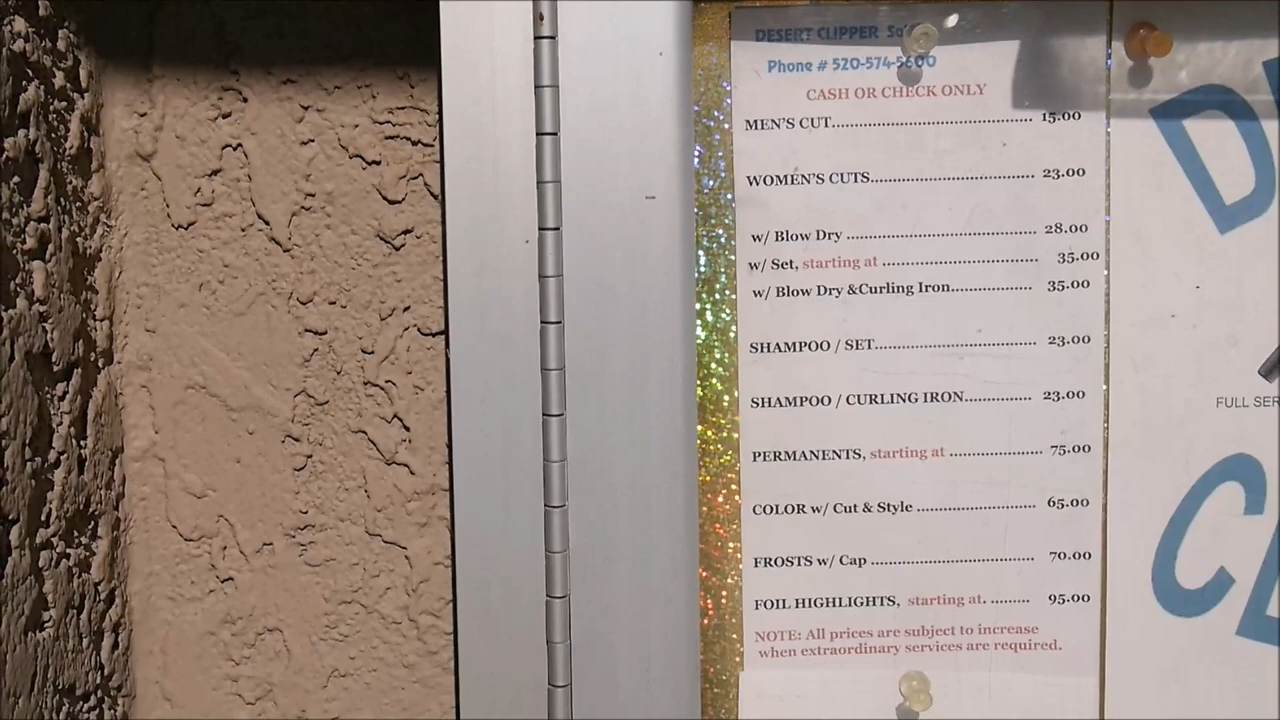 DESERT CLIPPER
Phone # 520-574-5600
CASH OR CHECK ONLY
MEN'S CUT.................................................. 15.00
WOMEN'S CUTS.......................................... 23.00
w/ Blow Dry ................................................ 28.00
w/ Set, starting at ........................................ 35.00
w/ Blow Dry &Curling Iron..................... 35.00
SHAMPOO / SET......................................... 23.00
SHAMPOO / CURLING IRON................. 23.00
PERMANENTS, starting at ....................... 75.00
COLOR w/ Cut & Style .............................. 65.00
FROSTS w/ Cap .......................................... 70.00
FOIL HIGHLIGHTS, starting at. ......... 95.00
NOTE: All prices are subject to increase
when extraordinary services are required.
FULL